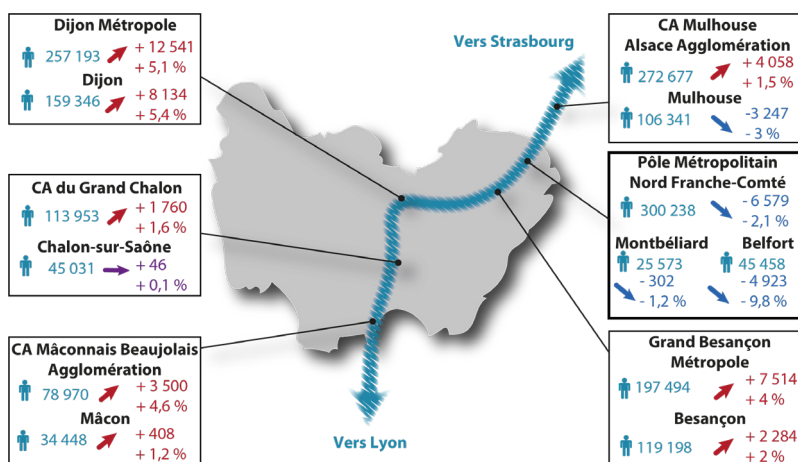 Dijon Métropole
257 193
+ 12 541
+ 5,1 %
Dijon
159 346
+ 8 134
+ 5,4 %
CA du Grand Chalon
113 953
+ 1 760
+ 1,6 %
Chalon-sur-Saône
45 031
+ 46
+ 0,1 %
CA Mâconnais Beaujolais
Agglomération
78 970
+ 3 500
+ 4,6 %
Mâcon
34 448
+ 408
+ 1,2 %
Vers Strasbourg
Vers Lyon
CA Mulhouse
Alsace Agglomération
272 677
+ 4 058
+ 1,5 %
Mulhouse
106 341
-3 247
- 3 %
Pôle Métropolitain
Nord Franche-Comté
300 238
-6 579
-2,1 %
Montbéliard
25 573
- 302
- 1,2 %
Belfort
45 458
- 4 923
- 9,8 %
Grand Besançon
Métropole
197 494
+ 7 514
+ 4 %
Besançon
119 198
+ 2 284
+ 2 %